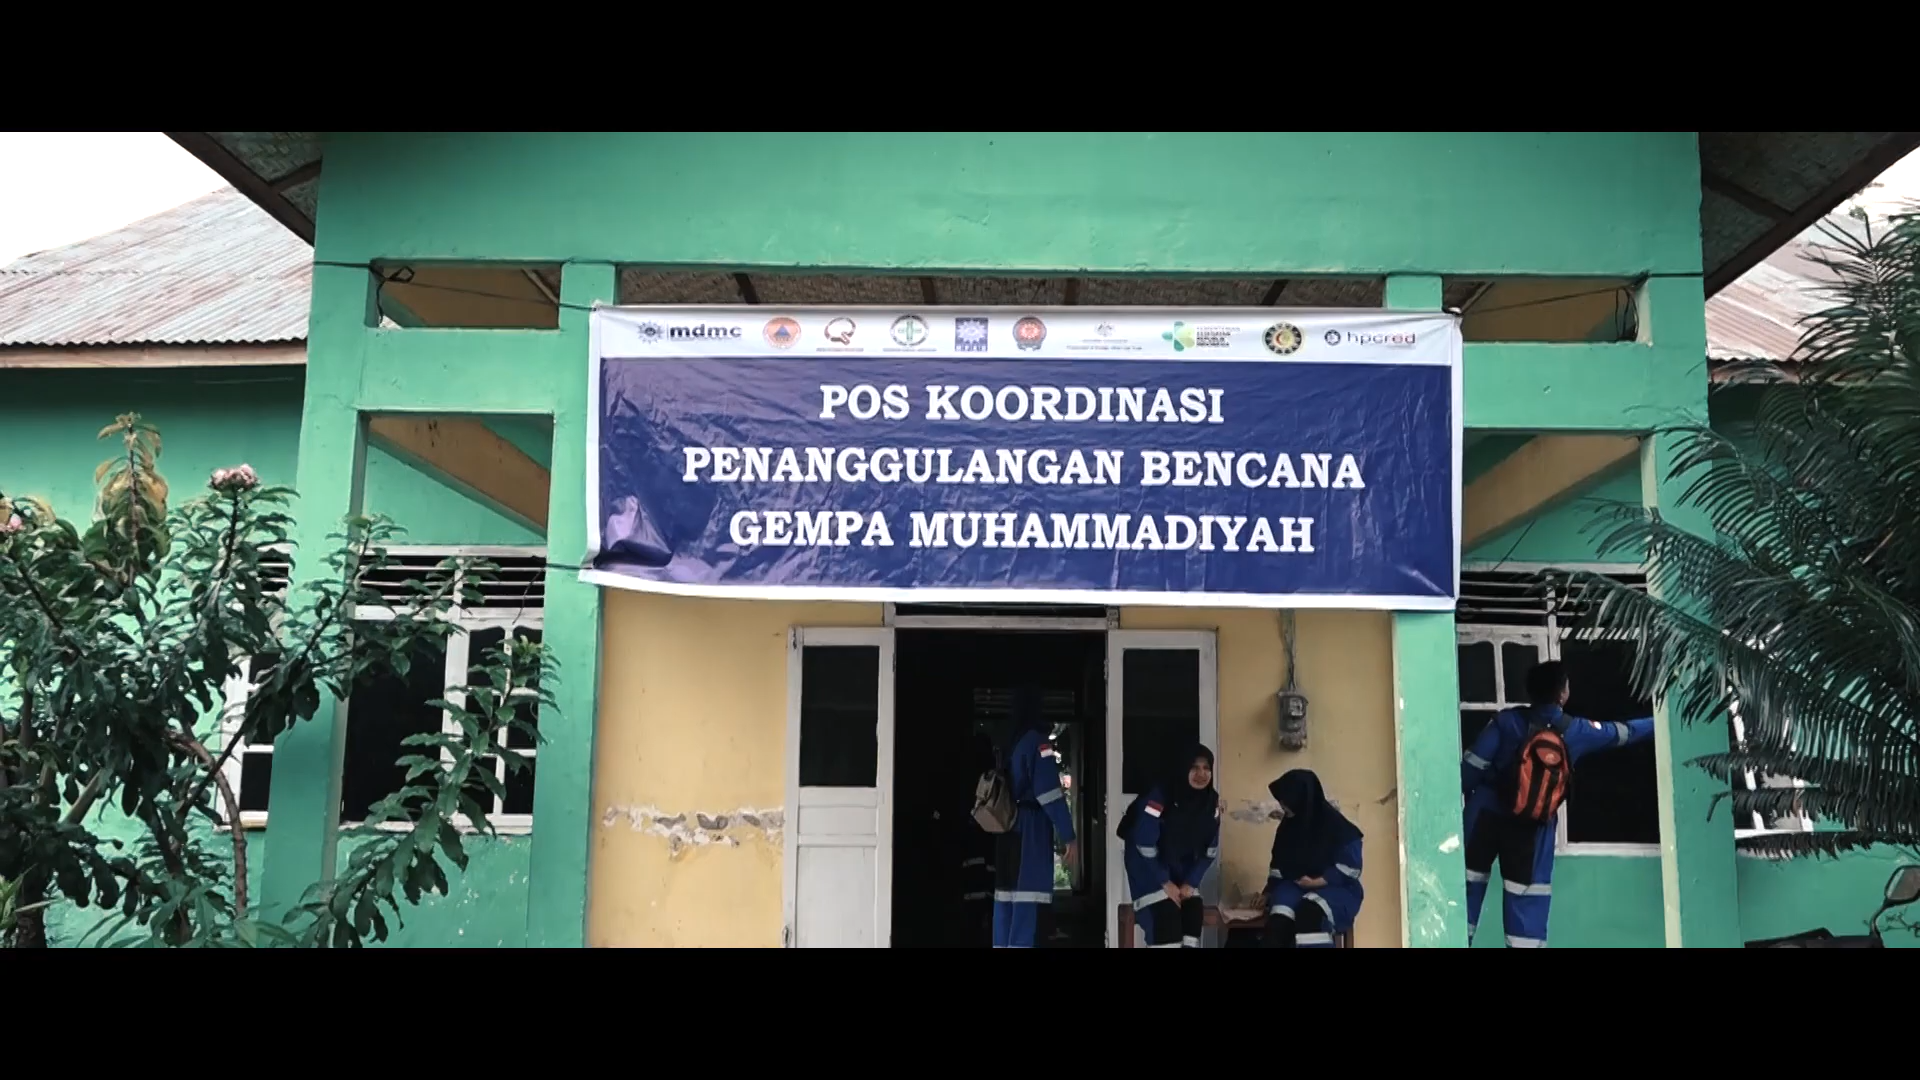 mdmc hpcred
POS KOORDINASI
PENANGGULANGAN BENCANA
GEMPA MUHAMMADIYAH